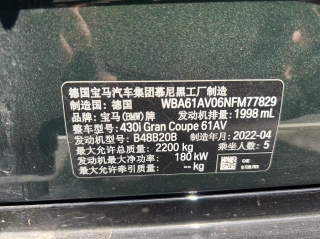 德国宝马汽车集团慕尼黑工厂制造
制造国：德国 WBA61AV06NFM77829
品牌：宝马(BMW)牌 发动机排量：1998 mL
整车型号：430i Gran Coupe 61AV
发动机型号：B48B20B 制造年月：2022-04
最大允许总质量：2200 kg 乘坐人数：5
发动机最大净功率：180 kW
最大允许牵引质量：-- kg